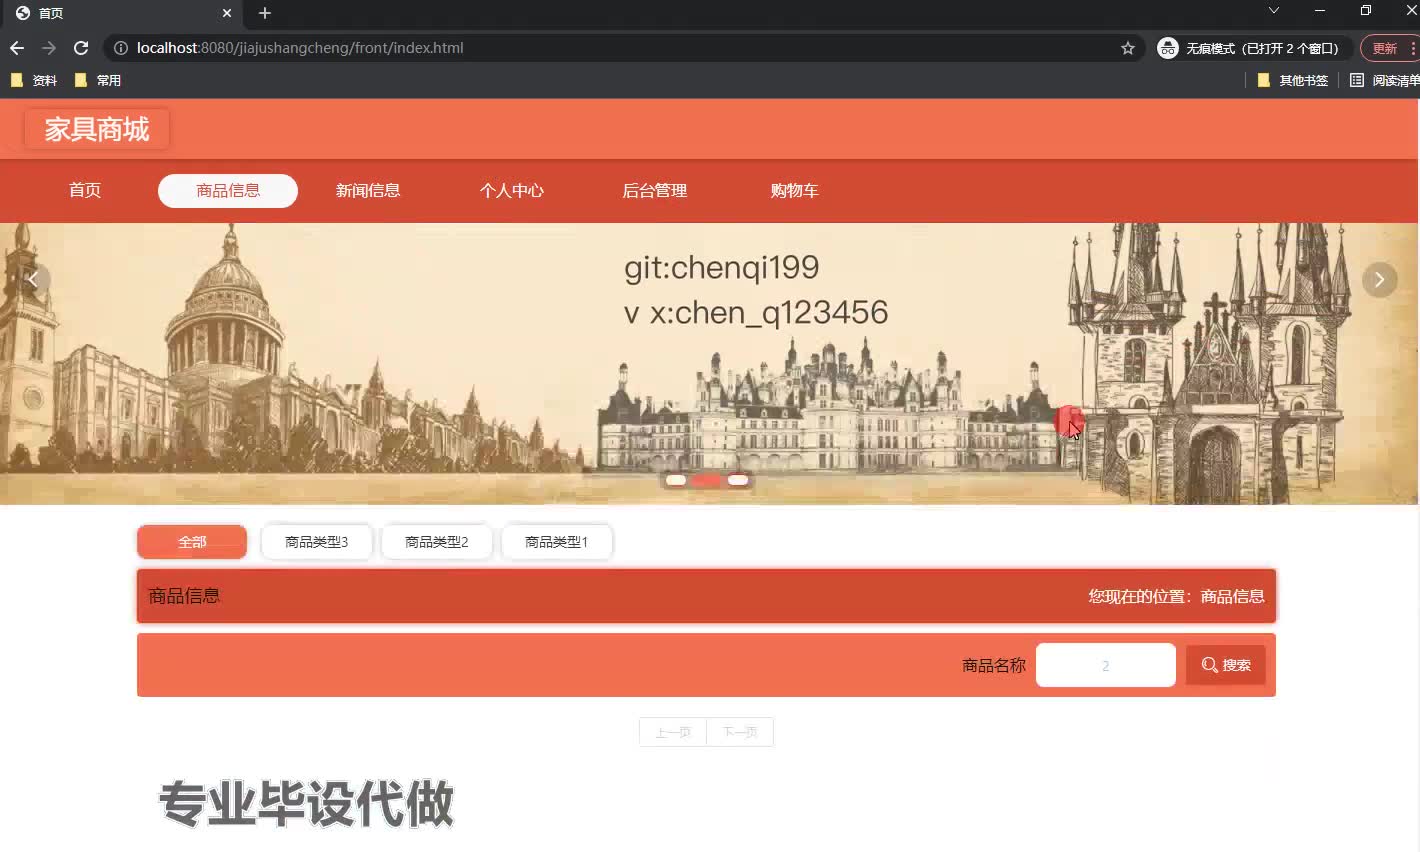 首页
localhost:8080/jiajushangcheng/front/index.html
无痕模式（已打开 2 个窗口）
更新
资料
常用
其他书签
阅读清单
家具商城
首页
商品信息
新闻信息
个人中心
后台管理
购物车
git:chenqi199
v x:chen_q123456
全部
商品类型3
商品类型2
商品类型1
商品信息
您现在的位置：商品信息
商品名称
2
搜索
上一页
下一页
专业毕设代做